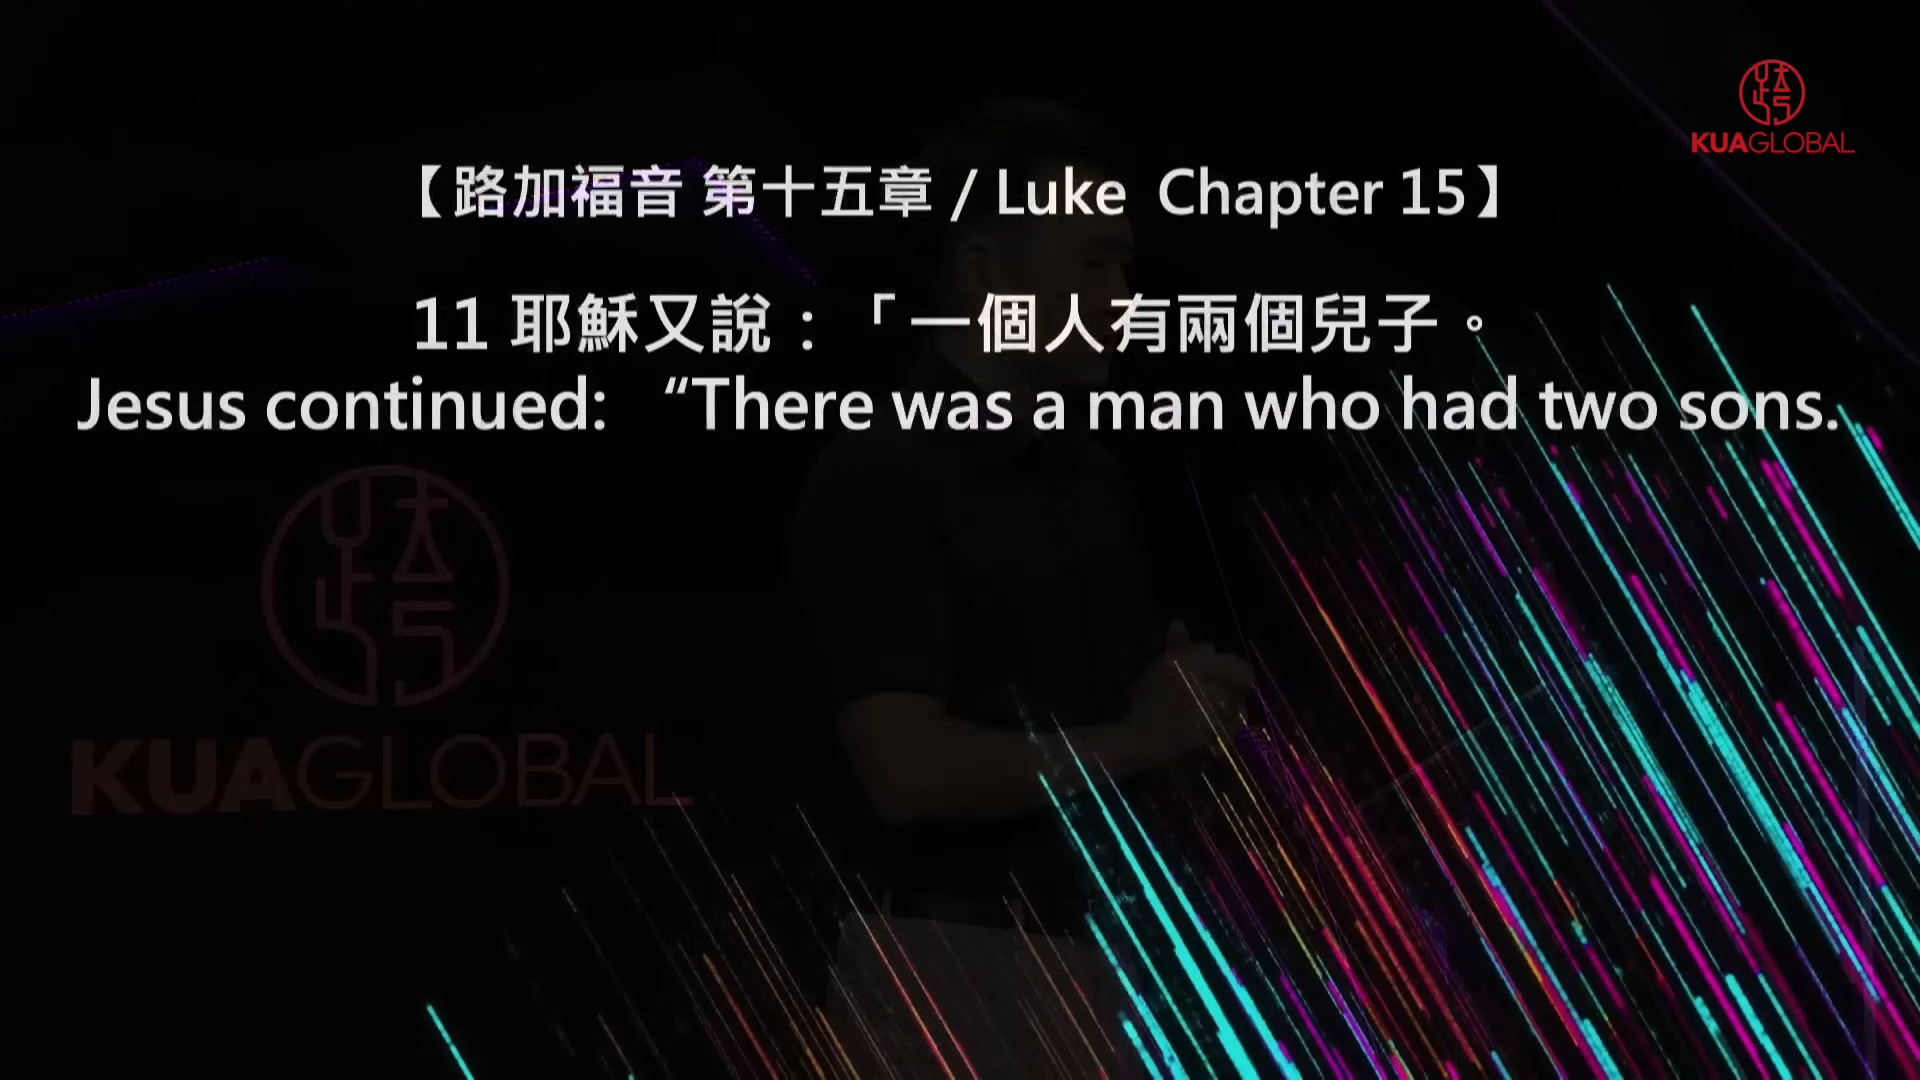 KUAGLOBAL
【路加福音 第十五章 / Luke Chapter 15】
11 耶穌又說：「一個人有兩個兒子。
Jesus continued: “There was a man who had two sons.
KUAGLOBAL